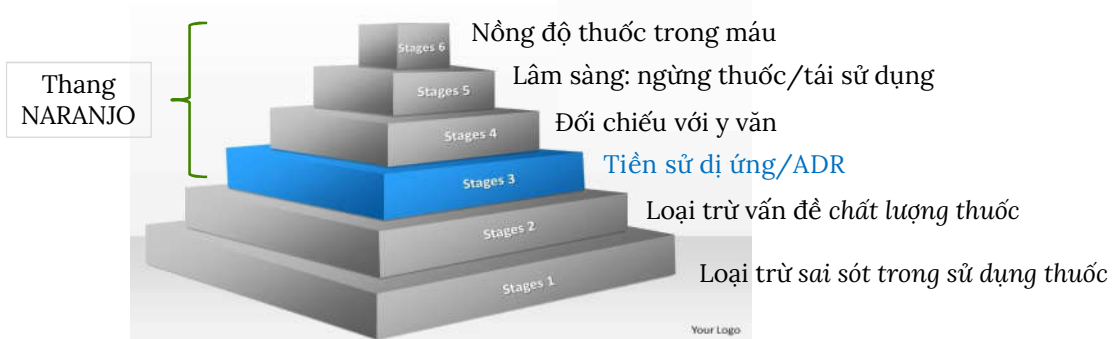 Nồng độ thuốc trong máu
Stages 6
Lâm sàng: ngừng thuốc/tái sử dụng
Stages 5
Thang
NARANJO
Đối chiếu với y văn
Stages 4
Tiền sử dị ứng/ADR
Stages 3
Loại trừ vấn đề chất lượng thuốc
Stages 2
Loại trừ sai sót trong sử dụng thuốc
Stages 1
Your Logo